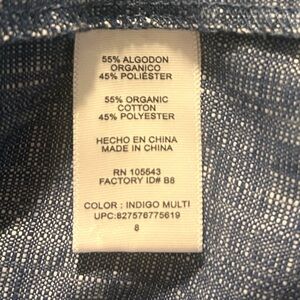 55% ALGODON
ORGANICO
45% POLIÉSTER
55% ORGANIC
COTTON
45% POLYESTER
HECHO EN CHINA
MADE IN CHINA
RN 105543
FACTORY ID# B8
COLOR : INDIGO MULTI
UPC:827576775619
8